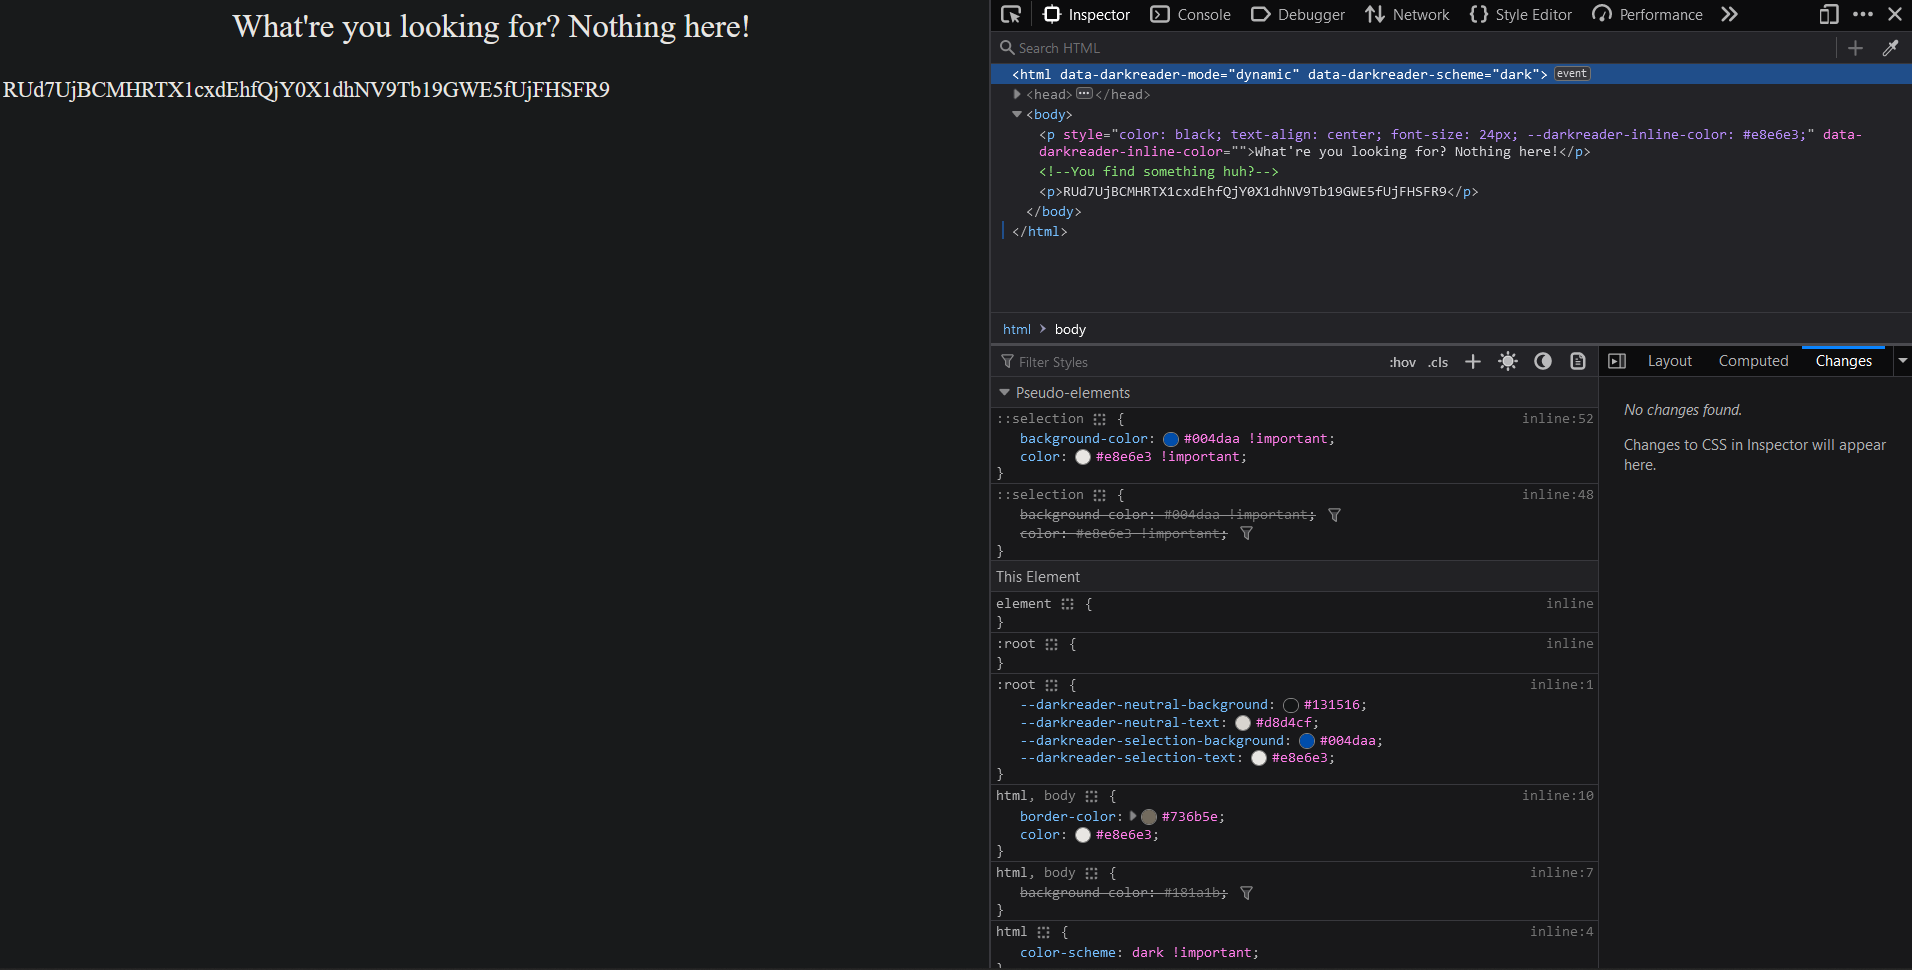 What're you looking for? Nothing here!
RUd7UjBCMHRTX1cxdEhfQjY0X1dhNV9Tb19GWE5fUjFHSFR9
Inspector Console Debugger Network Style Editor Performance
Search HTML
<html data-darkreader-mode="dynamic" data-darkreader-scheme="dark"> event
<head></head>
<body>
<p style="color: black; text-align: center; font-size: 24px; --darkreader-inline-color: #e8e6e3;" data-
darkreader-inline-color="">What're you looking for? Nothing here!</p>
<!--You find something huh?-->
<p>RUd7UjBCMHRTX1cxdEhfQjY0X1dhNV9Tb19GWE5fUjFHSFR9</p>
</body>
</html>
html body
Filter Styles :hov .cls
Pseudo-elements
::selection { inline:52
background-color: #004daa !important;
color: #e8e6e3 !important;
}
::selection { inline:48
background-color: #004daa !important;
color: #e8e6e3 !important;
}
This Element
element { inline
}
:root { inline
}
:root { inline:1
--darkreader-neutral-background: #131516;
--darkreader-neutral-text: #d8d4cf;
--darkreader-selection-background: #004daa;
--darkreader-selection-text: #e8e6e3;
}
html, body { inline:10
border-color: #736b5e;
color: #e8e6e3;
}
html, body { inline:7
background-color: #181a1b;
}
html { inline:4
color-scheme: dark !important;
}
Layout Computed Changes
No changes found.
Changes to CSS in Inspector will appear
here.